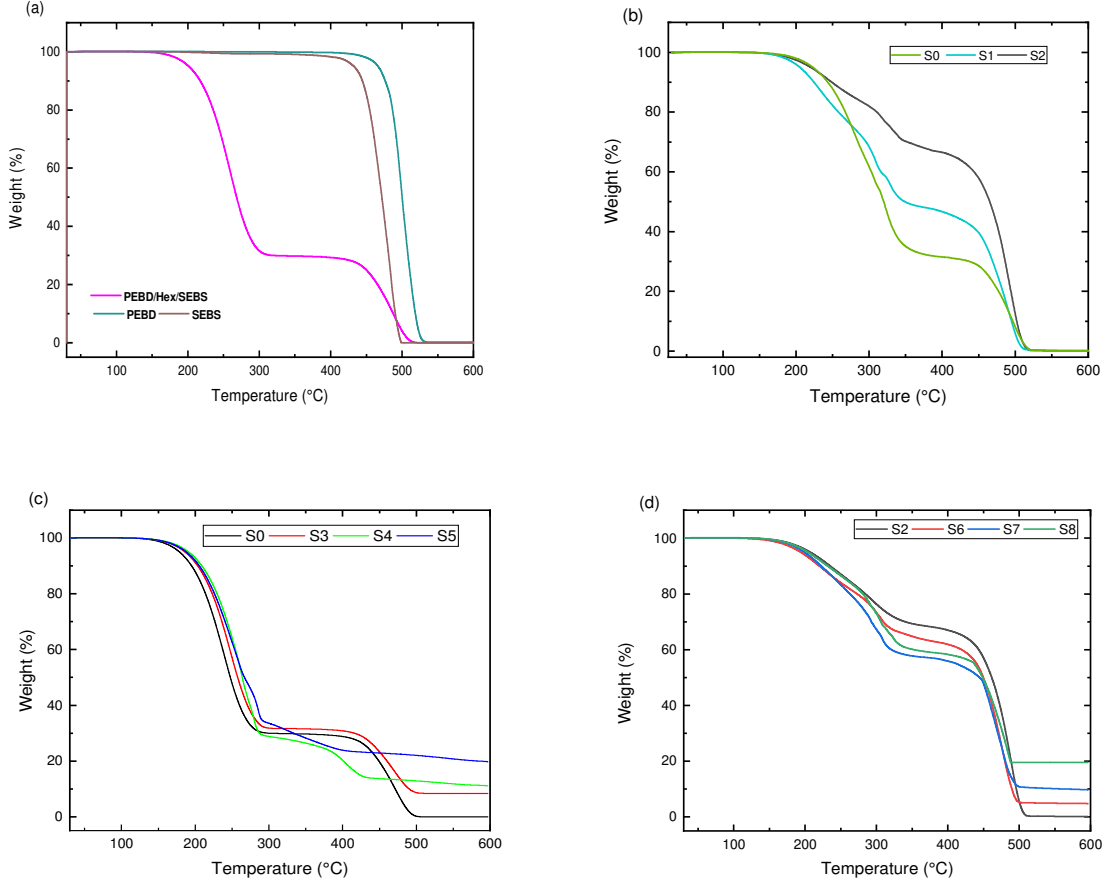 (a)
100
80
60
40
20
0
Weight (%)
PEBD/Hex/SEBS
PEBD SEBS
100 200 300 400 500 600
Temperature (°C)
(b)
S0 S1 S2
100
80
60
40
20
0
Weight (%)
100 200 300 400 500 600
Temperature (°C)
(c)
S0 S3 S4 S5
100
80
60
40
20
0
Weight (%)
100 200 300 400 500 600
Temperature (°C)
(d)
S2 S6 S7 S8
100
80
60
40
20
0
Weight (%)
100 200 300 400 500 600
Temperature (°C)